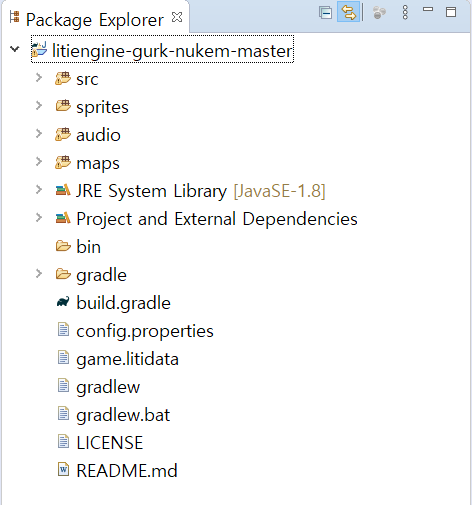 Package Explorer
litiengine-gurk-nukem-master
src
sprites
audio
maps
JRE System Library [JavaSE-1.8]
Project and External Dependencies
bin
gradle
build.gradle
config.properties
game.litidata
gradlew
gradlew.bat
LICENSE
README.md